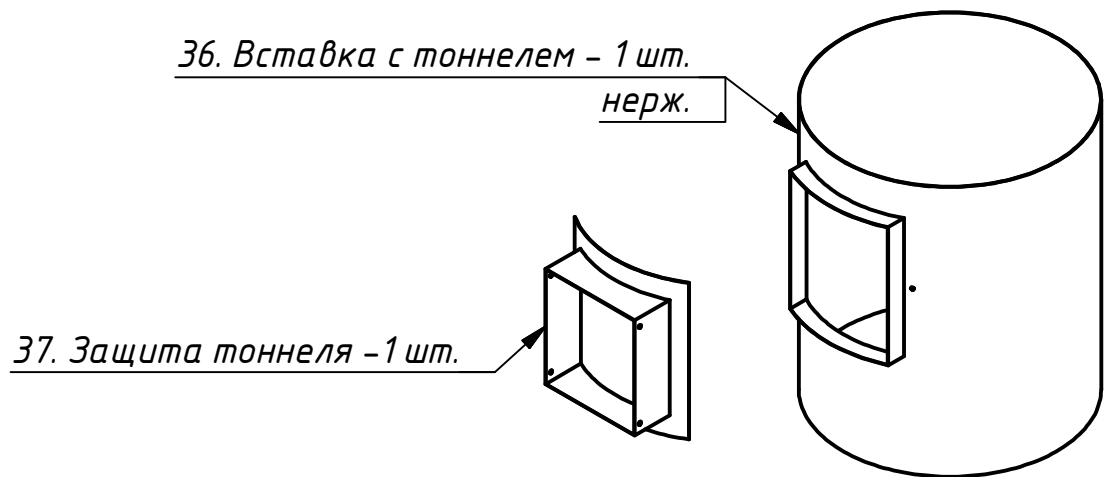 36. Вставка с тоннелем - 1 шт.
нерж.
37. Защита тоннеля -1 шт.